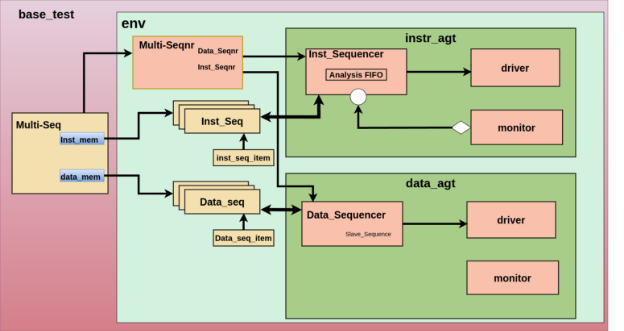 base_test
env
instr_agt
Multi-Seqnr
Data_Seqnr
Inst_Seqnr
Inst_Sequencer
Analysis FIFO
driver
monitor
Multi-Seq
Inst_mem
data_mem
Inst_Seq
inst_seq_item
Data_seq
Data_seq_item
data_agt
Data_Sequencer
Slave_Sequence
driver
monitor